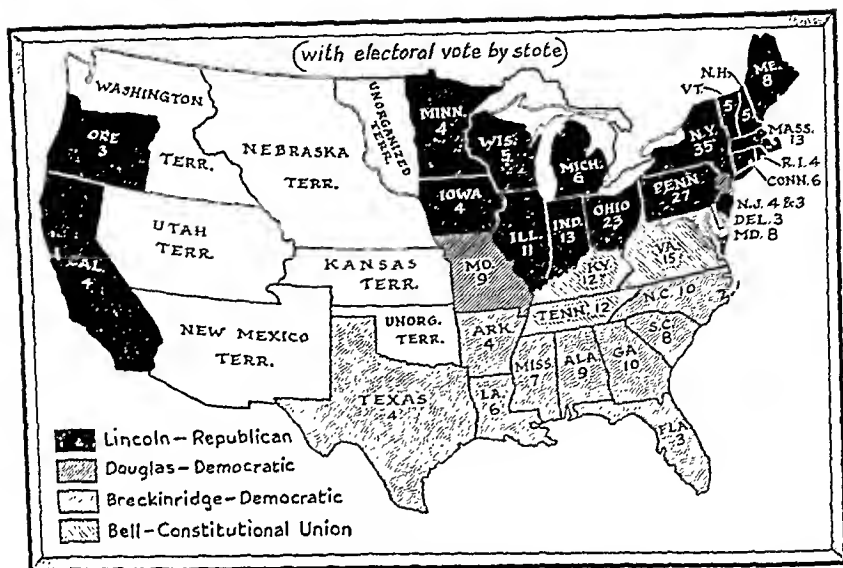 (with electoral vote by state)
WASHINGTON
TERR.
ORE
3
NEBRASKA
TERR.
UNORGANIZED
TERR.
MINN.
4
WIS.
5
MICH.
6
IOWA
4
ILL.
11
IND.
13
OHIO
23
PENN.
27
N.Y.
35
VT.
5
N.H.
5
ME.
8
MASS.
13
R.I. 4
CONN. 6
N.J. 4 & 3
DEL. 3
MD. 8
UTAH
TERR.
CAL.
4
KANSAS
TERR.
MO.
9
KY.
12
VA.
15
NEW MEXICO
TERR.
UNORG.
TERR.
ARK.
4
TENN. 12
N.C. 10
S.C.
8
TEXAS
4
LA.
6
MISS.
7
ALA.
9
GA.
10
FLA.
3
Lincoln–Republican
Douglas–Democratic
Breckinridge–Democratic
Bell–Constitutional Union